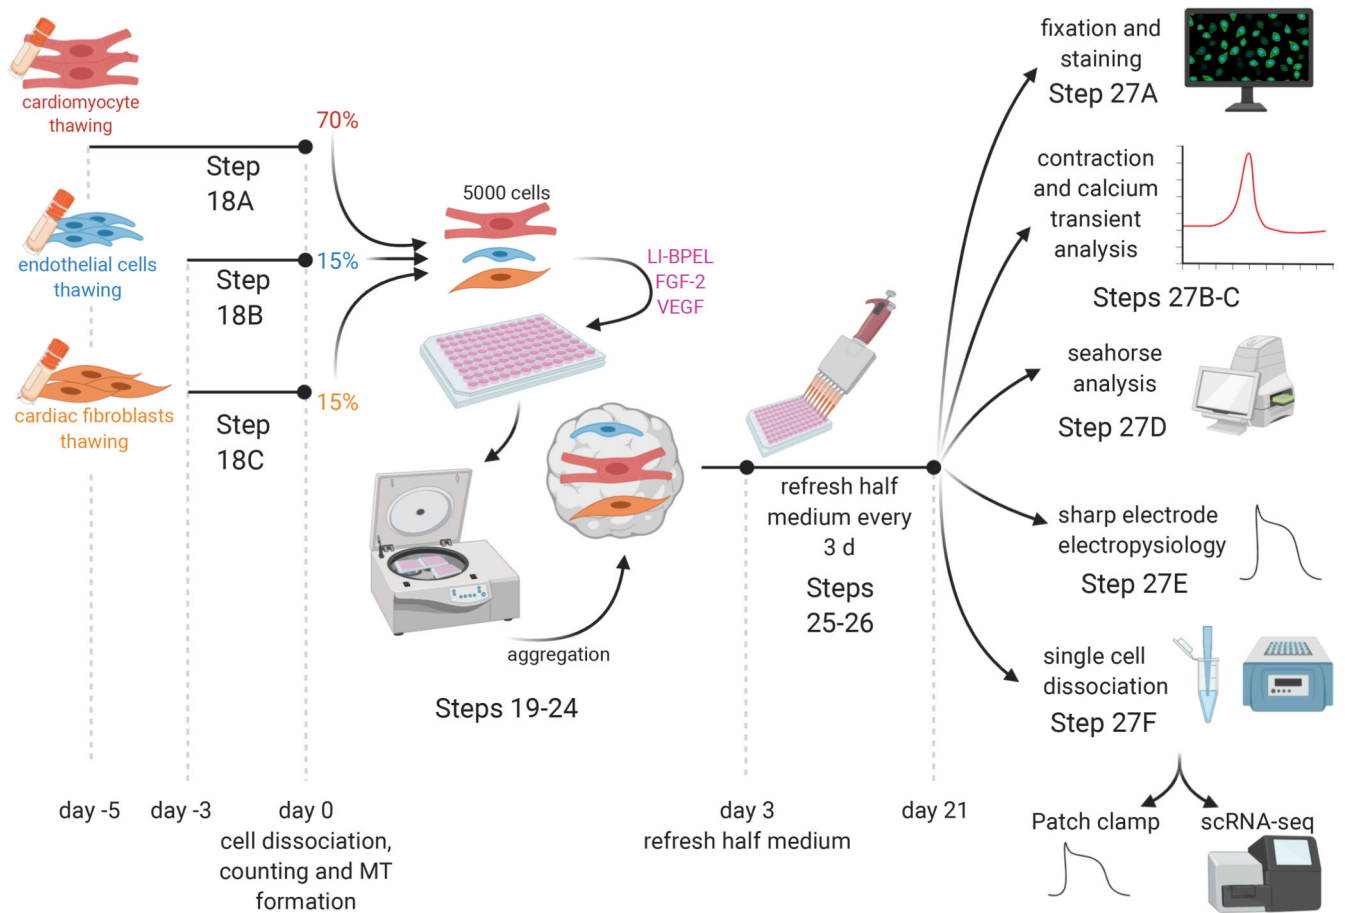 cardiomyocyte
thawing
70%
Step
18A
endothelial cells
thawing
15%
Step
18B
cardiac fibroblasts
thawing
15%
Step
18C
5000 cells
LI-BPEL
FGF-2
VEGF
aggregation
Steps 19-24
refresh half
medium every
3 d
Steps
25-26
fixation and
staining
Step 27A
contraction
and calcium
transient
analysis
Steps 27B-C
seahorse
analysis
Step 27D
sharp electrode
electropysiology
Step 27E
single cell
dissociation
Step 27F
Patch clamp
scRNA-seq
day -5
day -3
day 0
cell dissociation,
counting and MT
formation
day 3
refresh half medium
day 21